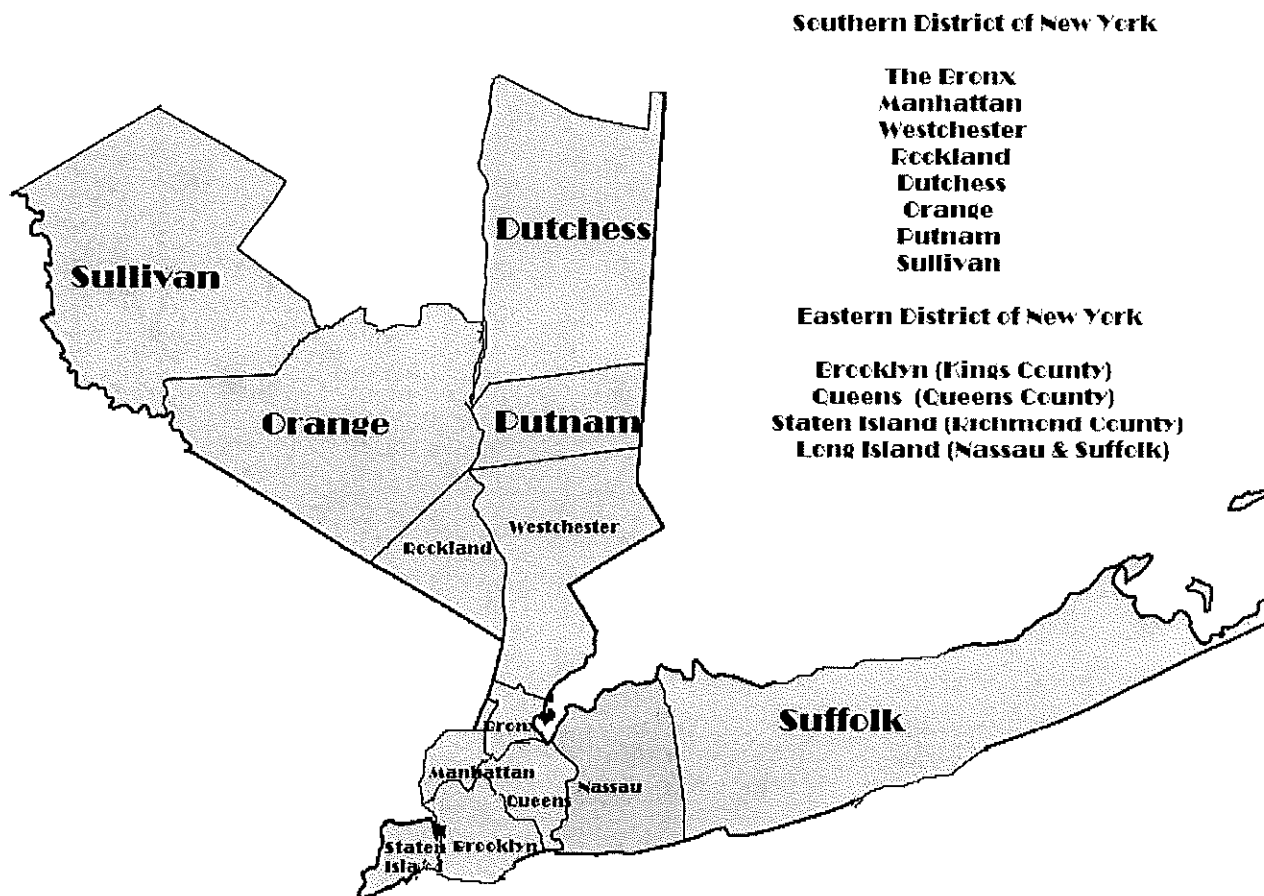 Southern District of New York
The Bronx
Manhattan
Westchester
Rockland
Dutchess
Orange
Putnam
Sullivan
Eastern District of New York
Brooklyn (Kings County)
Queens (Queens County)
Staten Island (Richmond County)
Long Island (Nassau & Suffolk)
Dutchess
Sullivan
Orange
Putnam
Westchester
Rockland
Suffolk
Bronx
Manhattan
Nassau
Queens
Staten
Brooklyn